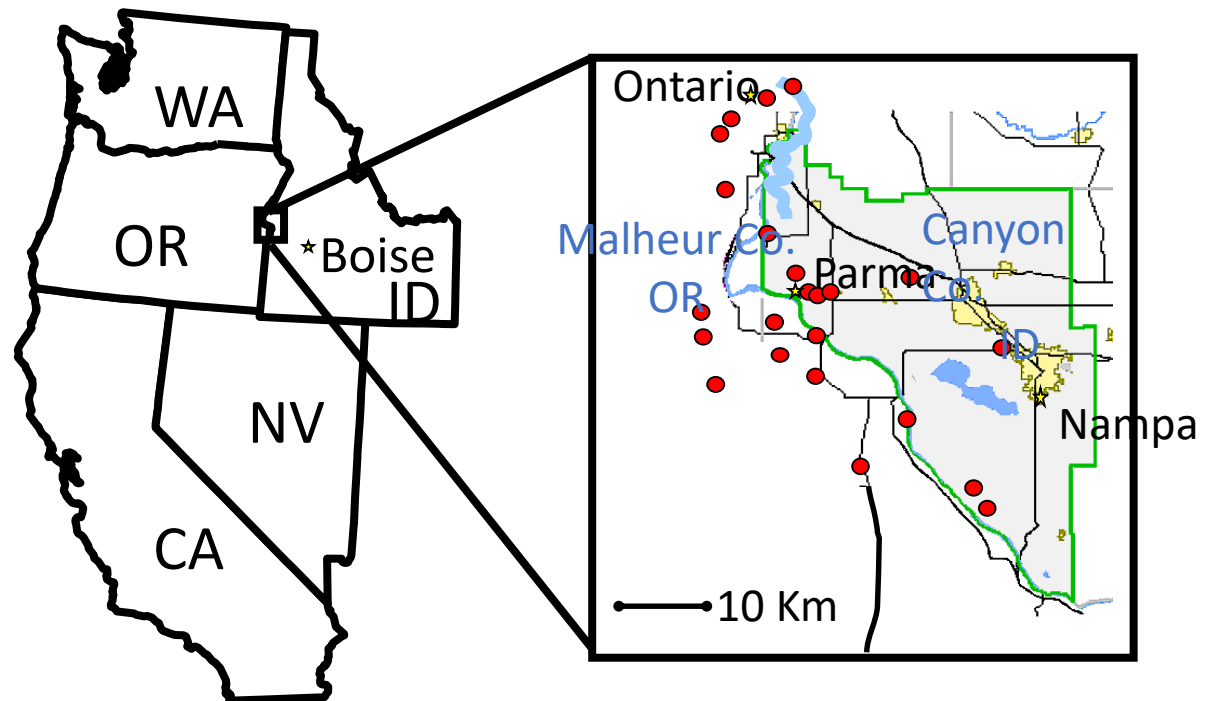 WA
OR
Boise
ID
NV
CA
S
Ontario
Malheur Co.
OR
Canyon
Co.
ID
Parma
Nampa
10 Km